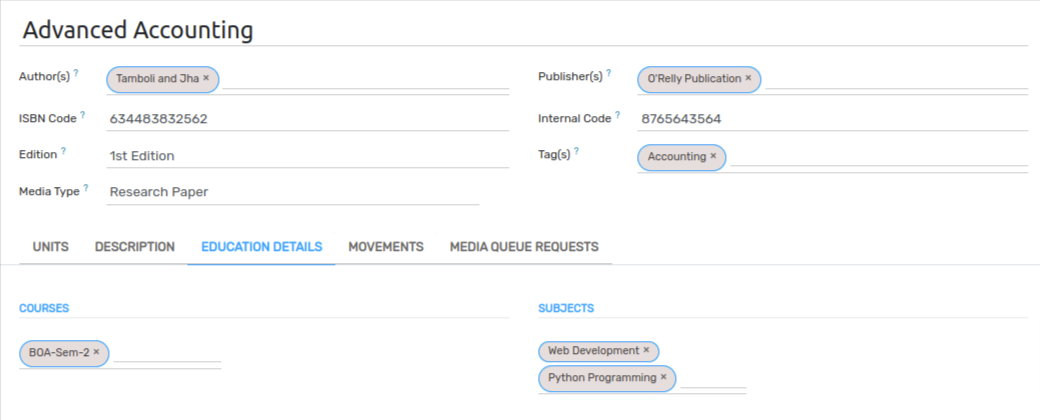 Advanced Accounting
Author(s) ? Tamboli and Jha × Publisher(s) ? O'Relly Publication ×
ISBN Code ? 634483832562 Internal Code ? 8765643564
Edition ? 1st Edition Tag(s) ? Accounting ×
Media Type ? Research Paper
UNITS DESCRIPTION EDUCATION DETAILS MOVEMENTS MEDIA QUEUE REQUESTS
COURSES SUBJECTS
BOA-Sem-2 × Web Development ×
Python Programming ×